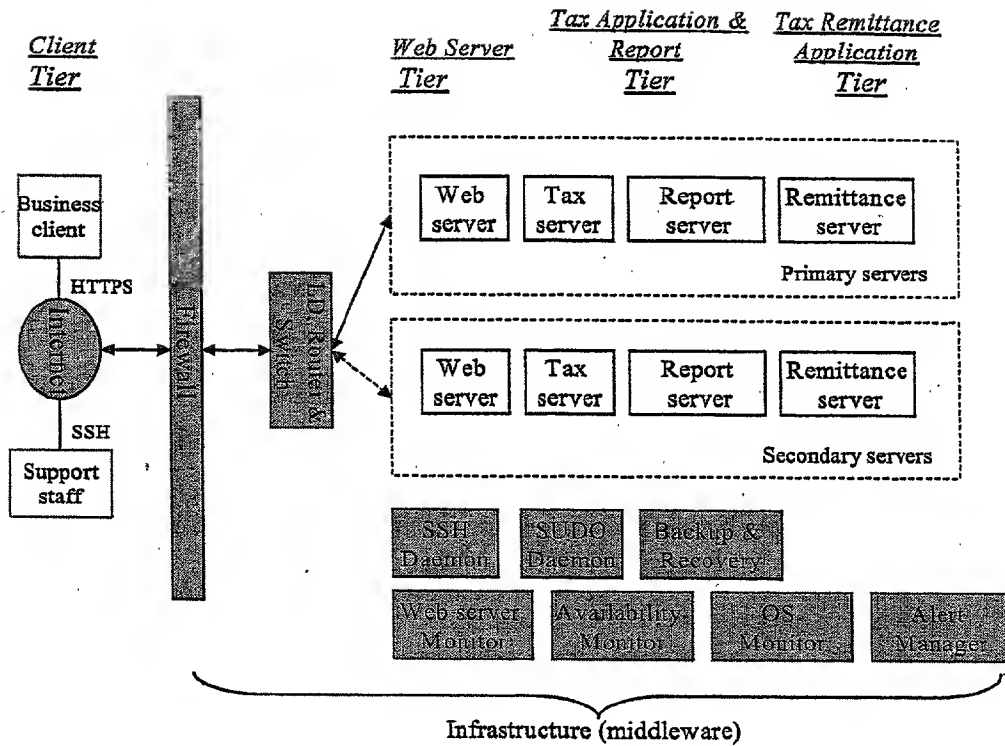 Client
Tier
Web Server
Tier
Tax Application &
Report
Tier
Tax Remittance
Application
Tier
Business
client
HTTPS
Internet
SSH
Support
staff
Firewall
LD Router &
Switch
Web
server
Tax
server
Report
server
Remittance
server
Primary servers
Web
server
Tax
server
Report
server
Remittance
server
Secondary servers
SSH
Daemon
SUDO
Daemon
Backup &
Recovery
Web server
Monitor
Availability
Monitor
OS
Monitor
Alert
Manager
Infrastructure (middleware)